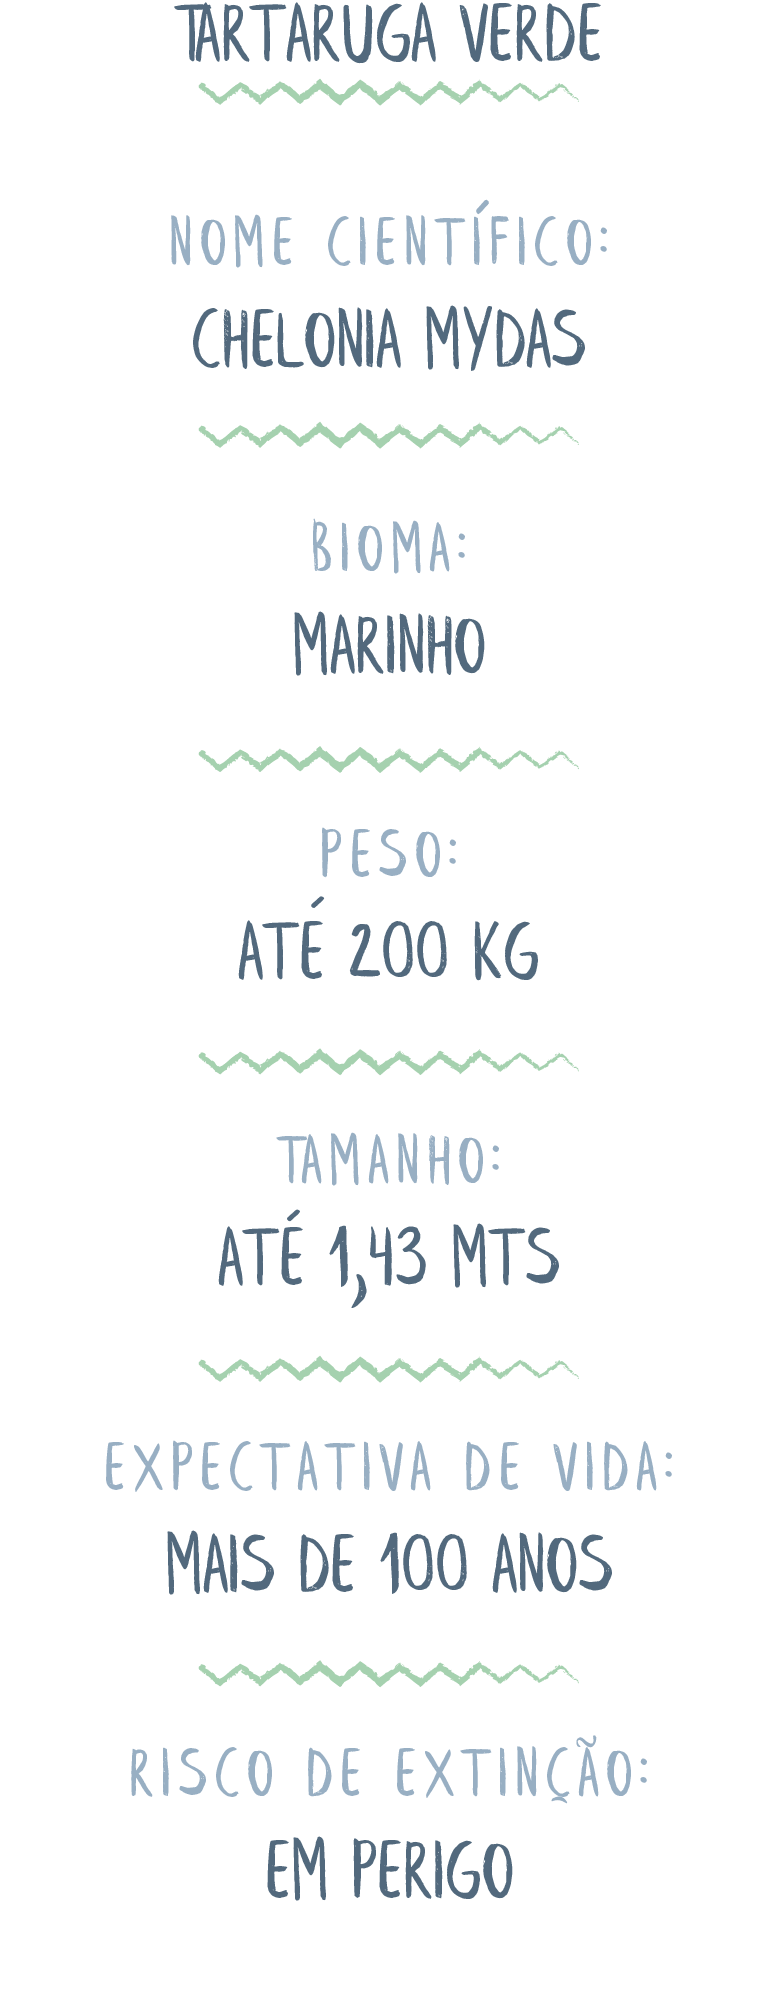 TARTARUGA VERDE
NOME CIENTÍFICO:
CHELONIA MYDAS
BIOMA:
MARINHO
PESO:
ATÉ 200 KG
TAMANHO:
ATÉ 1,43 MTS
EXPECTATIVA DE VIDA:
MAIS DE 100 ANOS
RISCO DE EXTINÇÃO:
EM PERIGO